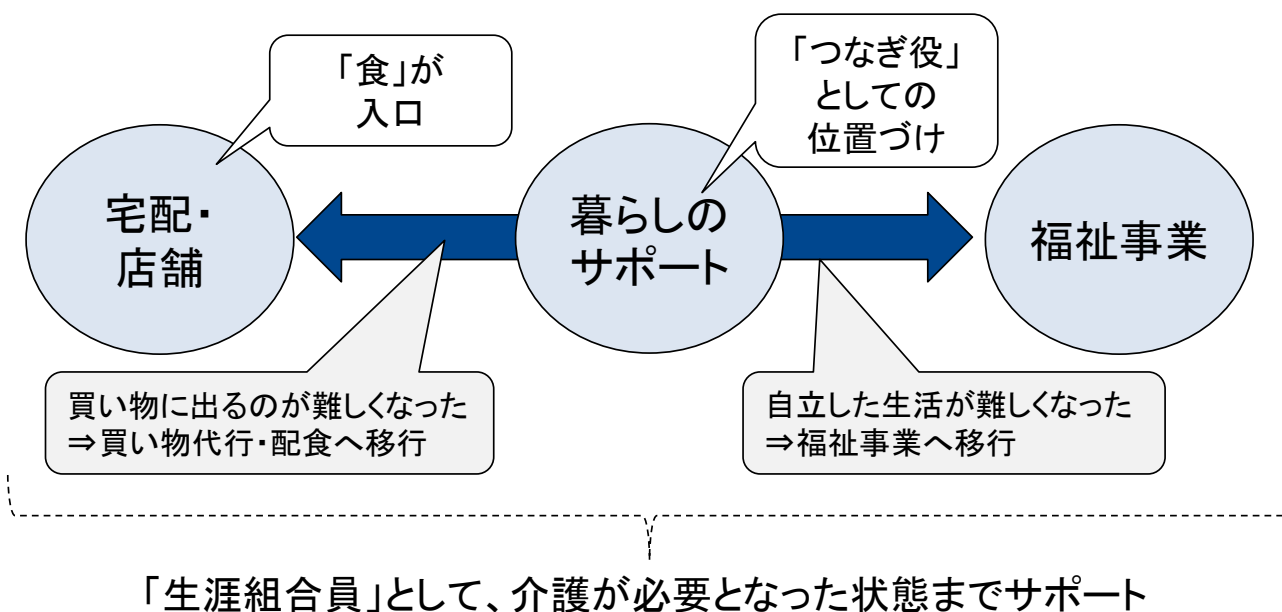 「食」が
入口
「つなぎ役」
としての
位置づけ
宅配・
店舗
暮らしの
サポート
福祉事業
買い物に出るのが難しくなった
⇒買い物代行・配食へ移行
自立した生活が難しくなった
⇒福祉事業へ移行
「生涯組合員」として、介護が必要となった状態までサポート